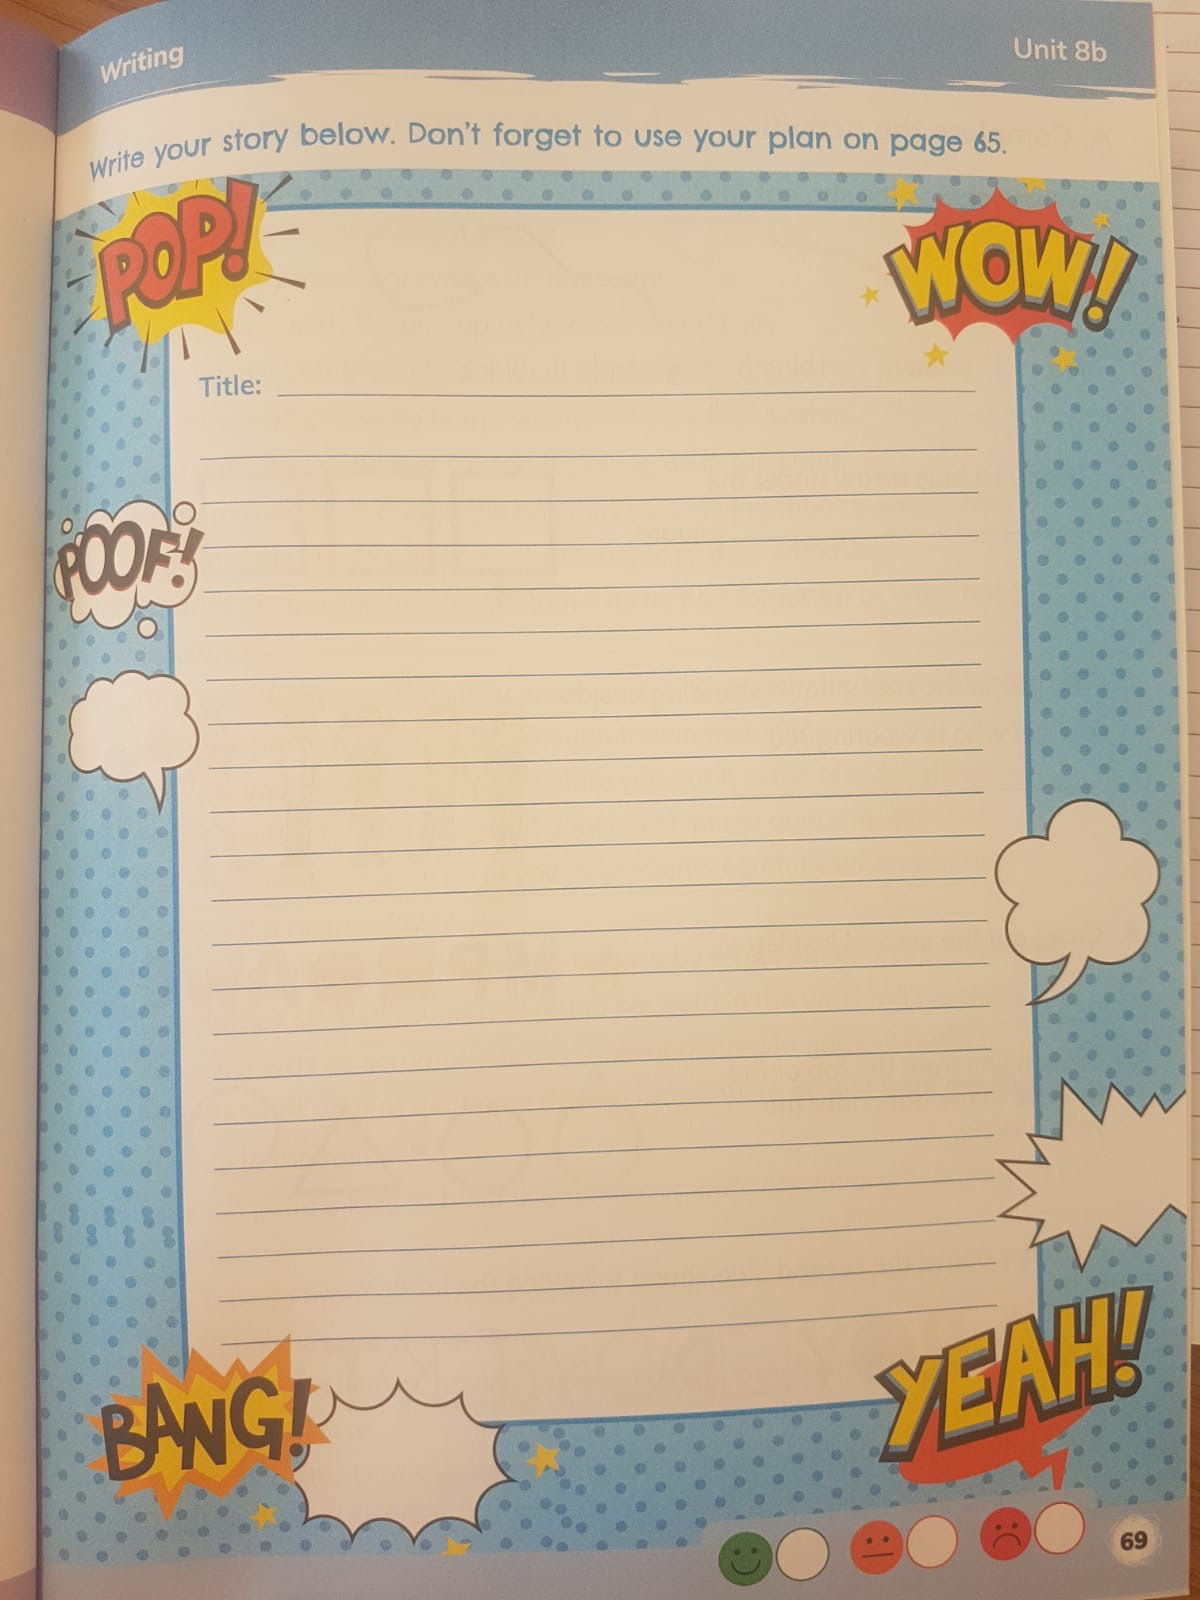 Writing
Unit 8b
Write your story below. Don't forget to use your plan on page 65.
POP!
WOW!
Title:
POOF!
BANG!
YEAH!
69